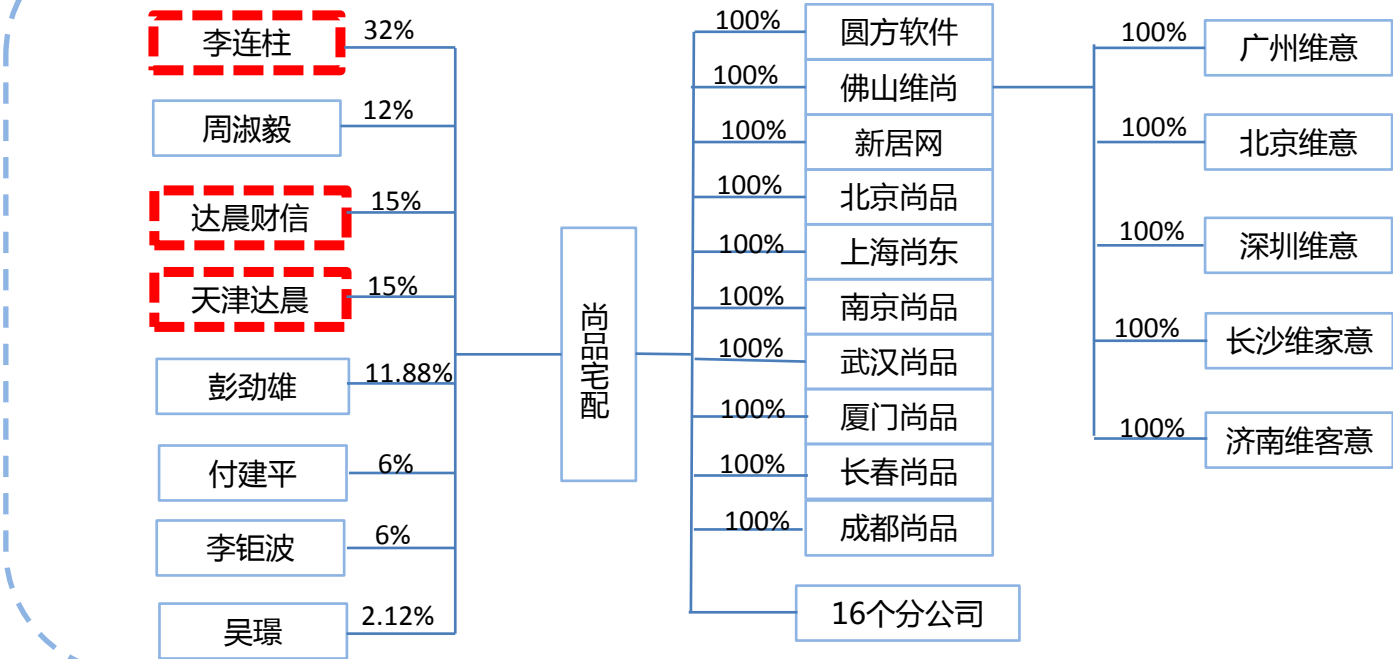 李连柱
32%
周淑毅
12%
达晨财信
15%
天津达晨
15%
彭劲雄
11.88%
付建平
6%
李钜波
6%
吴璟
2.12%
尚品宅配
100%
圆方软件
100%
佛山维尚
100%
新居网
100%
北京尚品
100%
上海尚东
100%
南京尚品
100%
武汉尚品
100%
厦门尚品
100%
长春尚品
100%
成都尚品
16个分公司
100%
广州维意
100%
北京维意
100%
深圳维意
100%
长沙维家意
100%
济南维客意